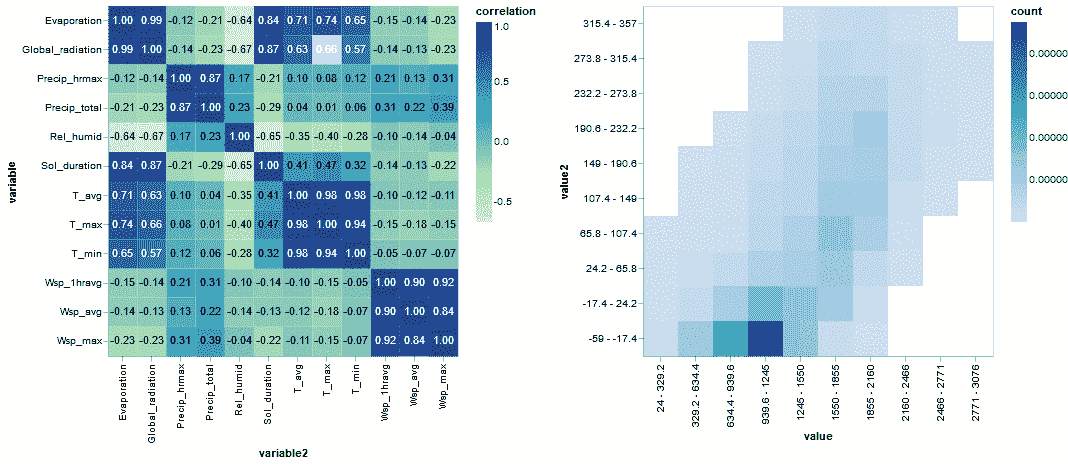 correlation
1.0
0.5
0.0
-0.5
variable
Evaporation 1.00 0.99 -0.12 -0.21 -0.64 0.84 0.71 0.74 0.65 -0.15 -0.14 -0.23
Global_radiation 0.99 1.00 -0.14 -0.23 -0.67 0.87 0.63 0.66 0.57 -0.14 -0.13 -0.23
Precip_hrmax -0.12 -0.14 1.00 0.87 0.17 -0.21 0.10 0.08 0.12 0.21 0.13 0.31
Precip_total -0.21 -0.23 0.87 1.00 0.23 -0.29 0.04 0.01 0.06 0.31 0.22 0.39
Rel_humid -0.64 -0.67 0.17 0.23 1.00 -0.65 -0.35 -0.40 -0.28 -0.10 -0.14 -0.04
Sol_duration 0.84 0.87 -0.21 -0.29 -0.65 1.00 0.41 0.47 0.32 -0.14 -0.13 -0.22
T_avg 0.71 0.63 0.10 0.04 -0.35 0.41 1.00 0.98 0.98 -0.10 -0.12 -0.11
T_max 0.74 0.66 0.08 0.01 -0.40 0.47 0.98 1.00 0.94 -0.15 -0.18 -0.15
T_min 0.65 0.57 0.12 0.06 -0.28 0.32 0.98 0.94 1.00 -0.05 -0.07 -0.07
Wsp_1hravg -0.15 -0.14 0.21 0.31 -0.10 -0.14 -0.10 -0.15 -0.05 1.00 0.90 0.92
Wsp_avg -0.14 -0.13 0.13 0.22 -0.14 -0.13 -0.12 -0.18 -0.07 0.90 1.00 0.84
Wsp_max -0.23 -0.23 0.31 0.39 -0.04 -0.22 -0.11 -0.15 -0.07 0.92 0.84 1.00
Evaporation
Global_radiation
Precip_hrmax
Precip_total
Rel_humid
Sol_duration
T_avg
T_max
T_min
Wsp_1hravg
Wsp_avg
Wsp_max
variable2
value2
315.4 - 357
273.8 - 315.4
232.2 - 273.8
190.6 - 232.2
149 - 190.6
107.4 - 149
65.8 - 107.4
24.2 - 65.8
-17.4 - 24.2
-59 - -17.4
24 - 329.2
329.2 - 634.4
634.4 - 939.6
939.6 - 1245
1245 - 1550
1550 - 1855
1855 - 2160
2160 - 2466
2466 - 2771
2771 - 3076
value
count
0.00000
0.00000
0.00000
0.00000